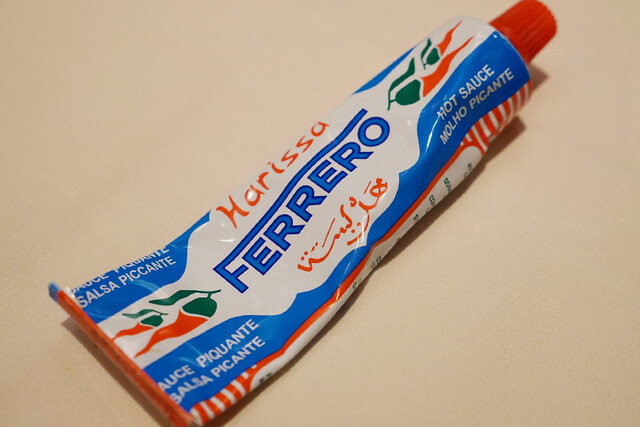 Harissa
FERRERO
هريسة
HOT SAUCE
MOLHO PICANTE
SAUCE PIQUANTE
SALSA PICCANTE
SAUCE PIQUANTE
SALSA PICANTE